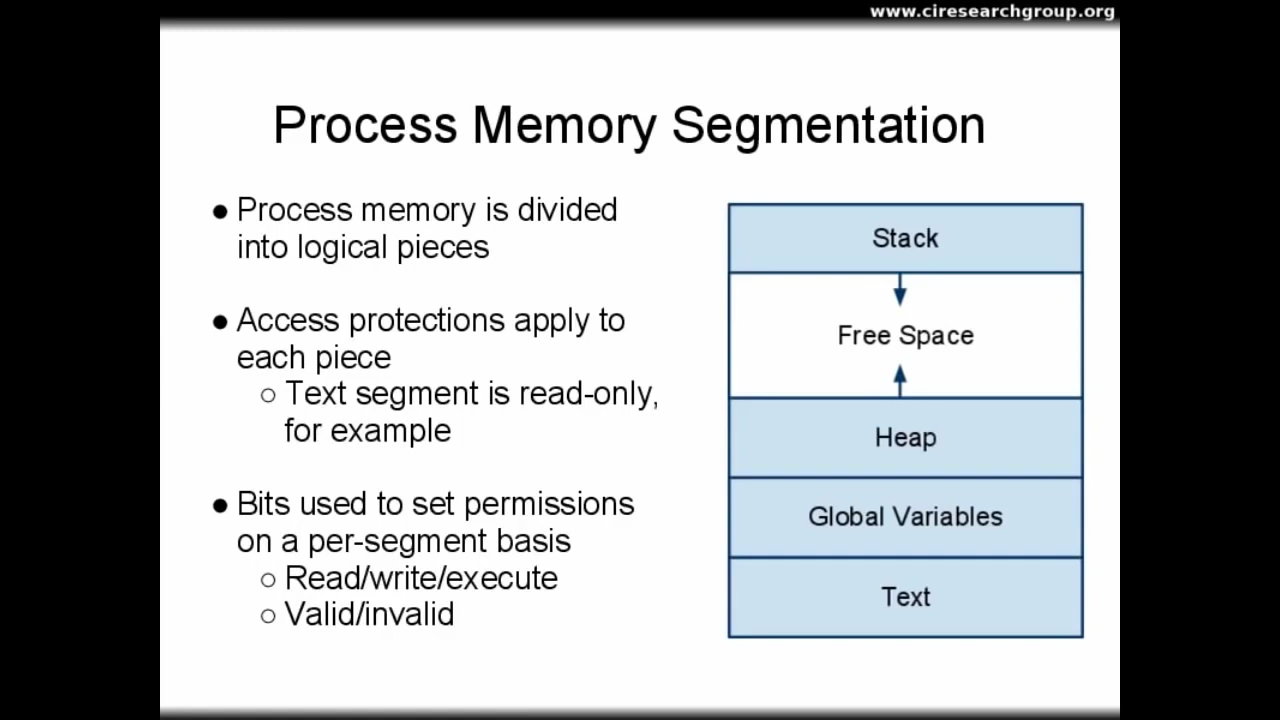 www.ciresearchgroup.org
Process Memory Segmentation
● Process memory is divided
into logical pieces
● Access protections apply to
each piece
○ Text segment is read-only,
for example
● Bits used to set permissions
on a per-segment basis
○ Read/write/execute
○ Valid/invalid
Stack
Free Space
Heap
Global Variables
Text